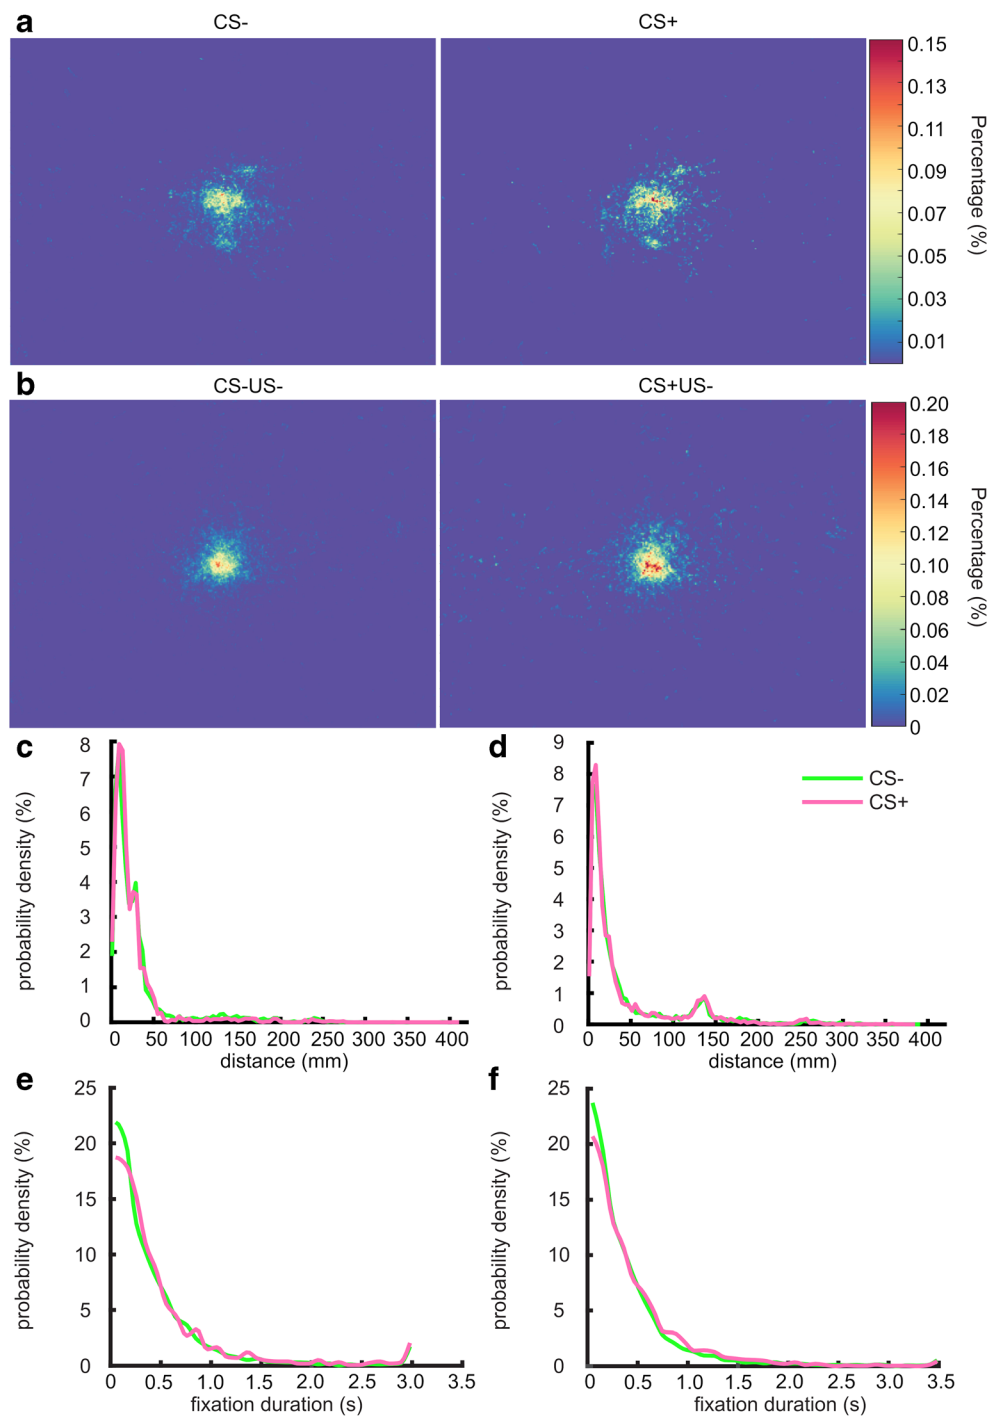 a CS- CS+
0.15
0.13
0.11
0.09
0.07
0.05
0.03
0.01
Percentage (%)
b CS-US- CS+US-
0.20
0.18
0.16
0.14
0.12
0.10
0.08
0.06
0.04
0.02
0
Percentage (%)
c
8
7
6
5
4
3
2
1
0
probability density (%)
0 50 100 150 200 250 300 350 400
distance (mm)
d
9
8
7
6
5
4
3
2
1
0
probability density (%)
0 50 100 150 200 250 300 350 400
distance (mm)
CS-
CS+
e
25
20
15
10
5
0
probability density (%)
0 0.5 1.0 1.5 2.0 2.5 3.0 3.5
fixation duration (s)
f
25
20
15
10
5
0
probability density (%)
0 0.5 1.0 1.5 2.0 2.5 3.0 3.5
fixation duration (s)